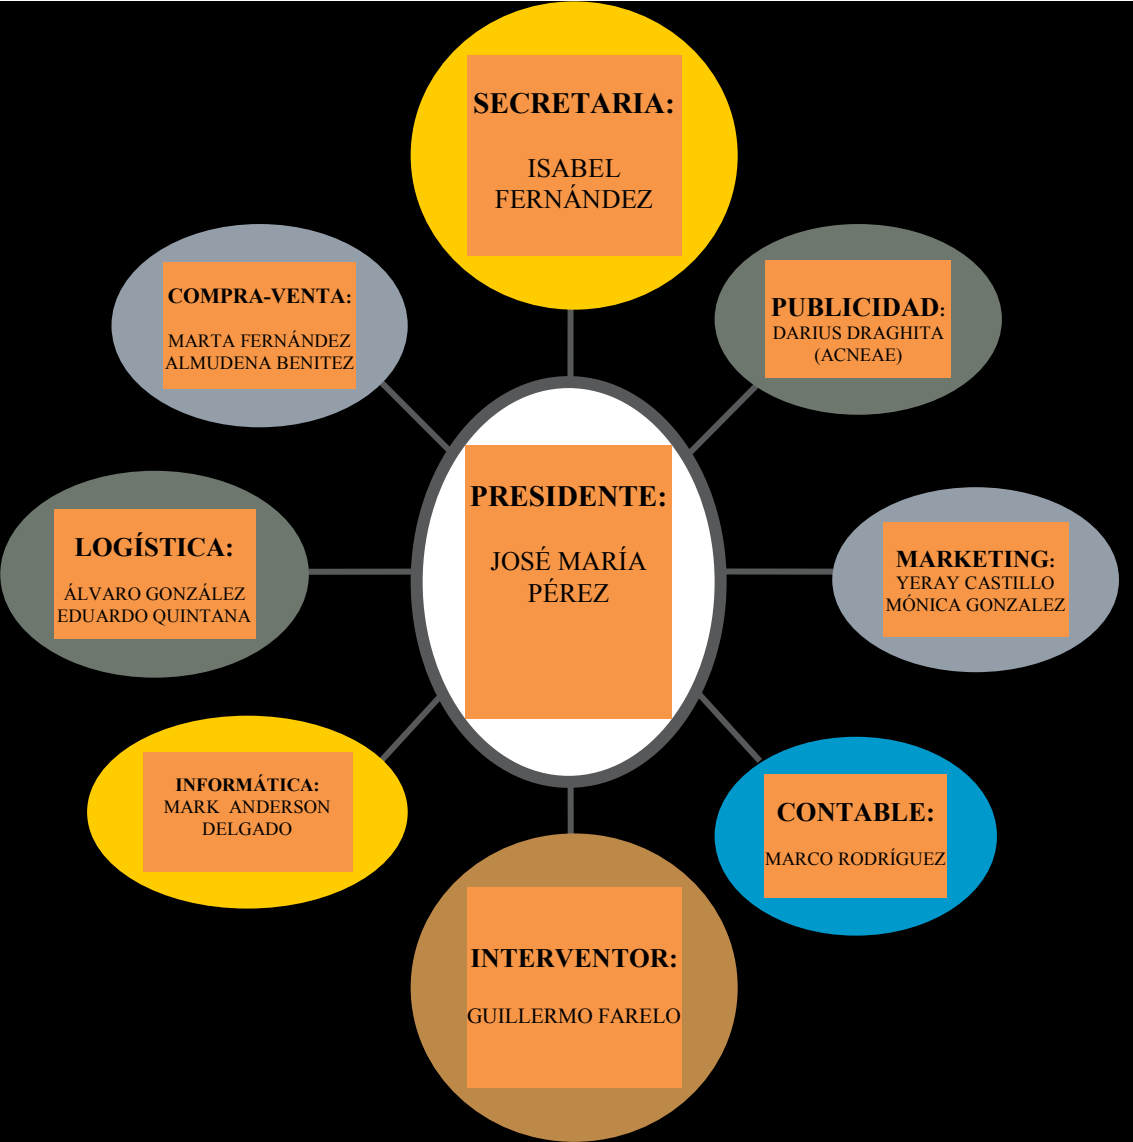 SECRETARIA:
ISABEL
FERNÁNDEZ
COMPRA-VENTA:
MARTA FERNÁNDEZ
ALMUDENA BENITEZ
PUBLICIDAD:
DARIUS DRAGHITA
(ACNEAE)
PRESIDENTE:
JOSÉ MARÍA
PÉREZ
LOGÍSTICA:
ÁLVARO GONZÁLEZ
EDUARDO QUINTANA
MARKETING:
YERAY CASTILLO
MÓNICA GONZALEZ
INFORMÁTICA:
MARK ANDERSON
DELGADO
CONTABLE:
MARCO RODRÍGUEZ
INTERVENTOR:
GUILLERMO FARELO